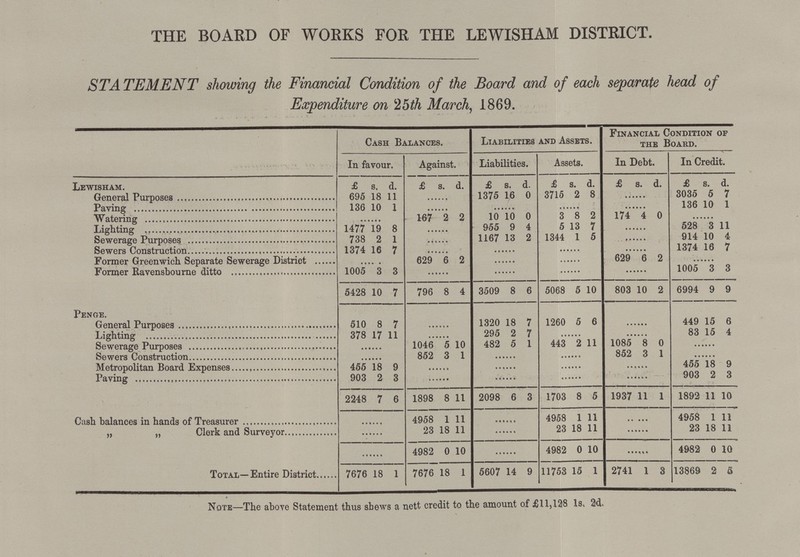 THE BOARD OF WORKS FOR THE LEWISHAM DISTRICT.
STATEMENT showing the Financial Condition of the Board and of each separate head of
Expenditure on 25th March, 1869.
Cash Balances. Liabilities and Assets. Financial Condition of the Board.
In favour. Against. Liabilities. Assets. In Debt. In Credit.
Lewisham. £ s. d. £ s. d. £ s. d. £ s. d. £ s. d. £ s. d.
General Purposes 695 18 11 ...... 1375 16 0 3715 2 8 ...... 3035 5 7
Paving 136 10 1 ...... ...... ...... ...... 136 10 1
Watering ...... 167 2 2 10 10 0 3 8 2 174 4 0 ......
Lighting 1477 19 8 ...... 955 9 4 5 13 7 ...... 528 3 11
Sewerage Purposes 738 2 1 ...... 1167 13 2 1344 1 5 ...... 914 10 4
Sewers Construction 1374 16 7 ...... ...... ...... ...... 1374 16 7
Former Greenwich Separate Sewerage District ...... 629 6 2 ...... ...... 629 6 2 ......
Former Ravensbourne ditto 1005 3 3 ...... ...... ...... ...... 1005 3 3
5428 10 7 796 8 4 3509 8 6 5068 5 10 803 10 2 6994 9 9
Penge.
General Purposes 510 8 7 ...... 1320 18 7 1260 5 6 ...... 449 15 6
Lighting 378 17 11 ...... 295 2 7 ...... ...... 83 15 4
Sewerage Purposes ...... 1046 5 10 482 5 1 443 2 11 1085 8 0 ......
Sewers Construction ...... 852 3 1 ...... ...... 852 3 1 ......
Metropolitan Board Expenses 455 18 9 ...... ...... ...... ...... 455 18 9
Paving 903 2 3 ...... ...... ...... ...... 903 2 3
2248 7 6 1898 8 11 2098 6 3 1703 8 5 1937 11 1 1892 11 10
Cash balances in hands of Treasurer ...... 4958 1 11 ...... 4958 1 11 ...... 4958 1 11
„ „ Clerk and Surveyor ...... 23 18 11 ...... 23 18 11 ...... 23 18 11
...... 4982 0 10 ...... 4982 0 10 ...... 4982 0 10
Total—Entire District...... 7676 18 1 7676 18 1 5607 14 9 11753 15 1 2741 1 3 13869 2 5
Note—The above Statement thus shews a nett credit to the amount of £11,128 1s. 2d.